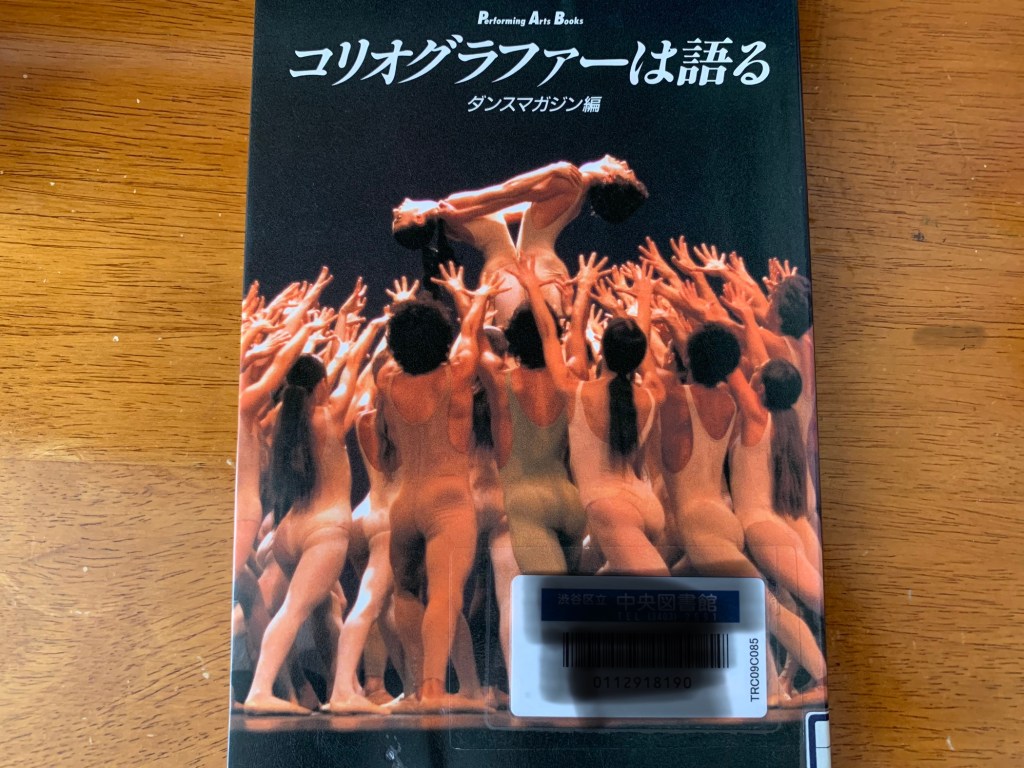 Performing Arts Books
コリオグラファーは語る
ダンスマガジン編
渋谷区立 中央図書館
0112918190
TRC09C085